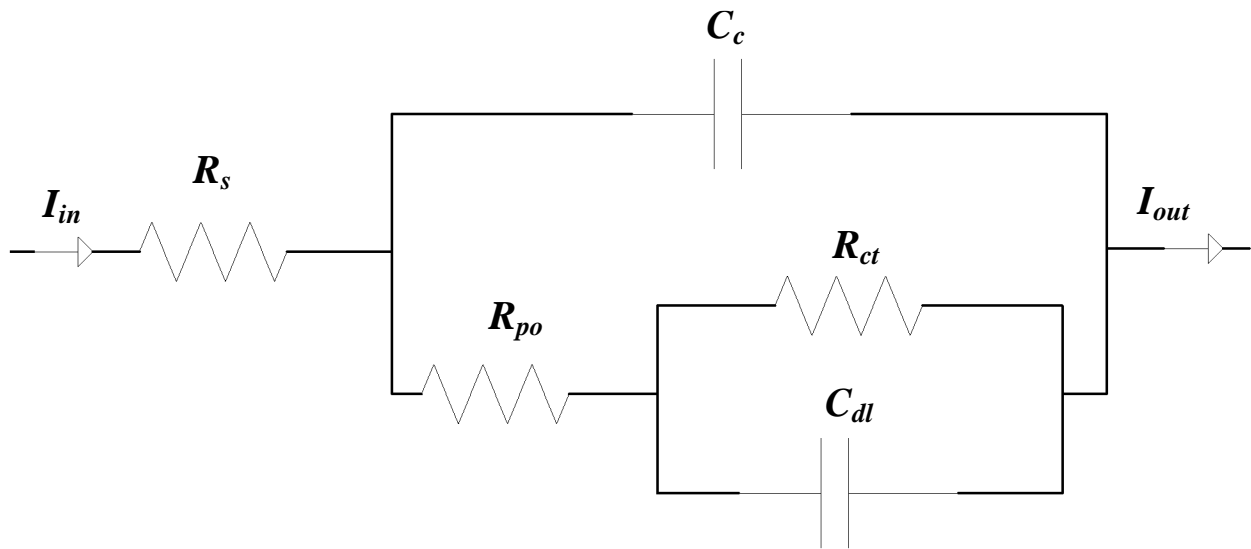 C_c
R_s
I_in
I_out
R_ct
R_po
C_dl